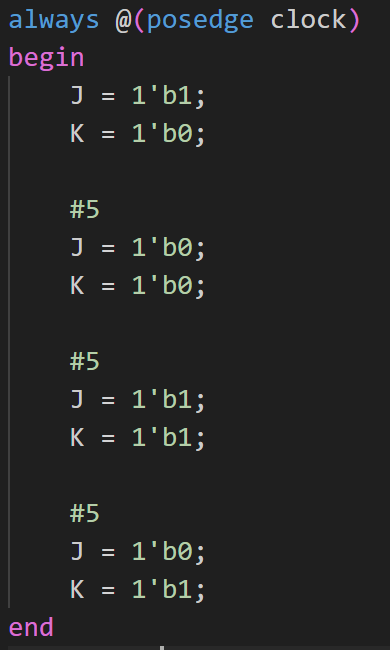 always @(posedge clock)
begin
    J = 1'b1;
    K = 1'b0;

    #5
    J = 1'b0;
    K = 1'b0;

    #5
    J = 1'b1;
    K = 1'b1;

    #5
    J = 1'b0;
    K = 1'b1;
end